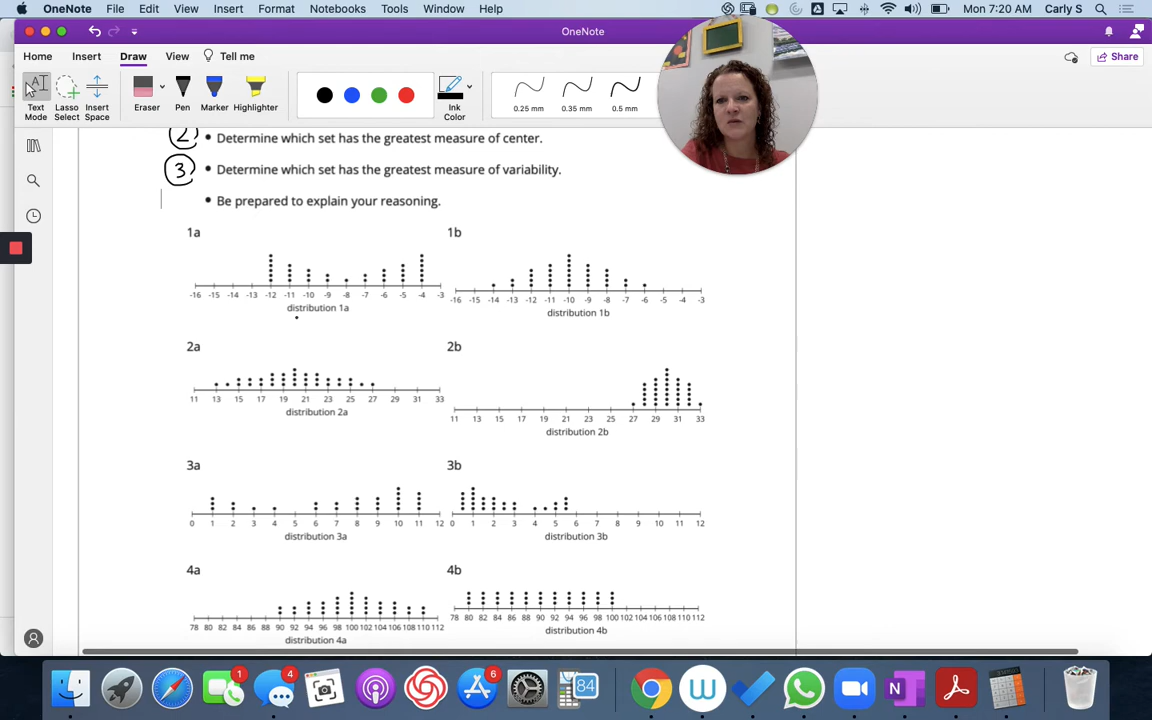 OneNote File Edit View Insert Format Notebooks Tools Window Help Mon 7:20 AM Carly S
OneNote
Home Insert Draw View Tell me Share
Text Mode Lasso Select Insert Space Eraser Pen Marker Highlighter Ink Color 0.25 mm 0.35 mm 0.5 mm
2 • Determine which set has the greatest measure of center.
3 • Determine which set has the greatest measure of variability.
• Be prepared to explain your reasoning.
1a 1b
-16 -15 -14 -13 -12 -11 -10 -9 -8 -7 -6 -5 -4 -3
distribution 1a
-16 -15 -14 -13 -12 -11 -10 -9 -8 -7 -6 -5 -4 -3
distribution 1b
2a 2b
11 13 15 17 19 21 23 25 27 29 31 33
distribution 2a
11 13 15 17 19 21 23 25 27 29 31 33
distribution 2b
3a 3b
0 1 2 3 4 5 6 7 8 9 10 11 12
distribution 3a
0 1 2 3 4 5 6 7 8 9 10 11 12
distribution 3b
4a 4b
78 80 82 84 86 88 90 92 94 96 98 100 102 104 106 108 110 112
distribution 4a
78 80 82 84 86 88 90 92 94 96 98 100 102 104 106 108 110 112
distribution 4b
1 4 6 84